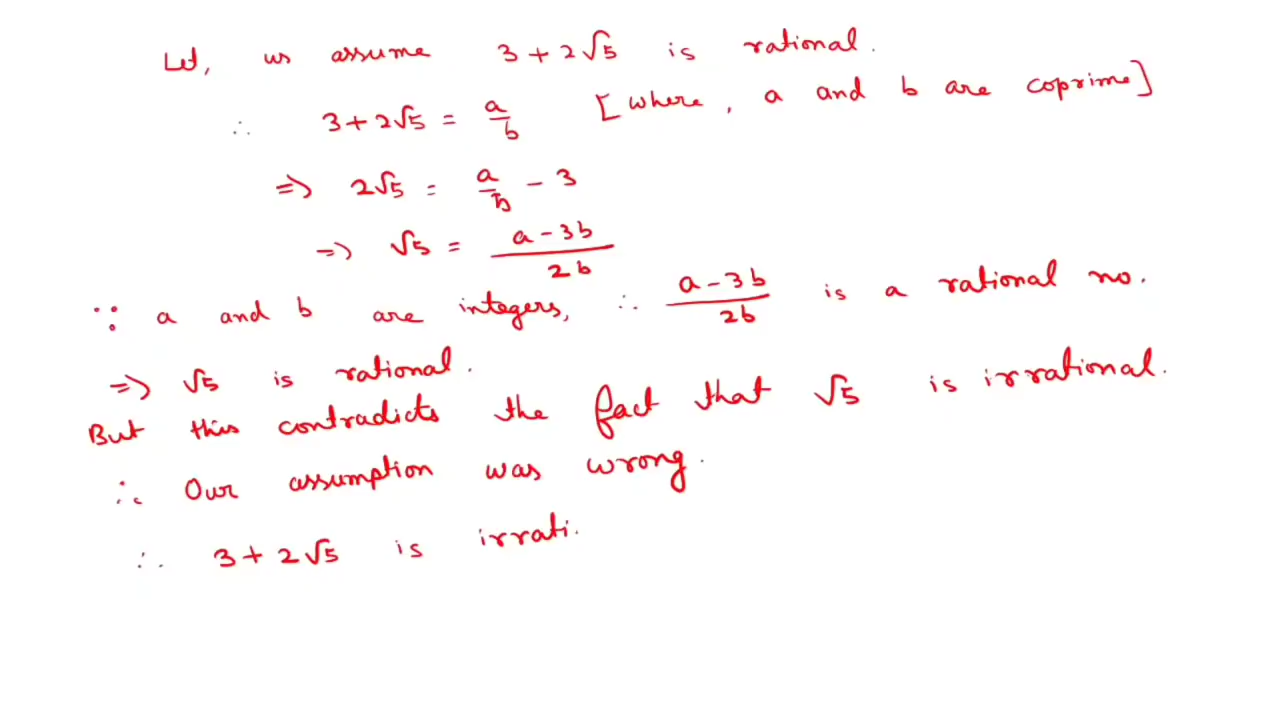 Let, us assume 3 + 2√5 is rational.
∴ 3 + 2√5 = a/b [where, a and b are coprime]
=> 2√5 = a/b - 3
=> √5 = (a - 3b)/2b
∵ a and b are integers, ∴ (a - 3b)/2b is a rational no.
=> √5 is rational.
But this contradicts the fact that √5 is irrational.
∴ Our assumption was wrong.
∴ 3 + 2√5 is irrati